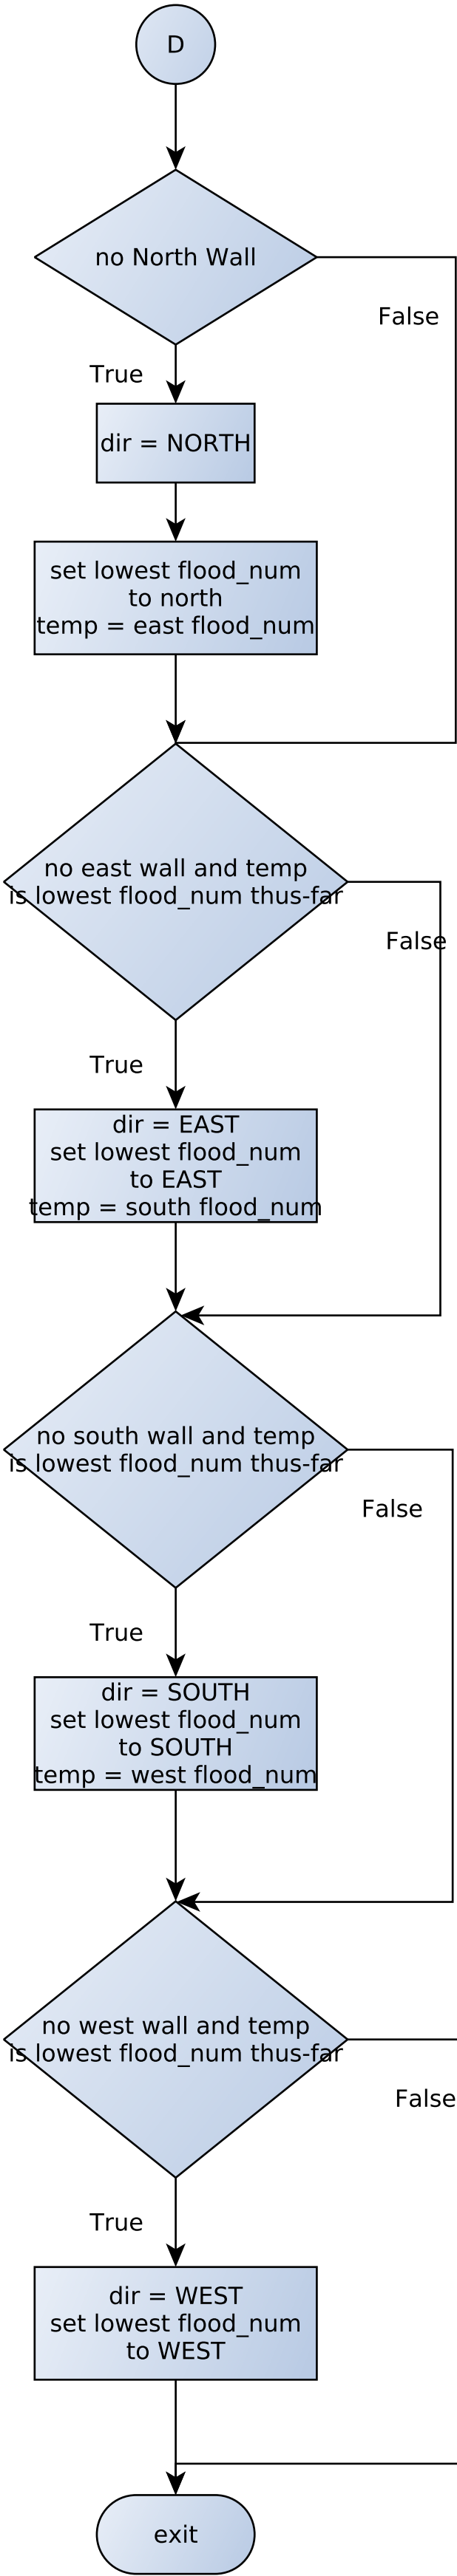 D
no North Wall
False
True
dir = NORTH
set lowest flood_num
to north
temp = east flood_num
no east wall and temp
is lowest flood_num thus-far
False
True
dir = EAST
set lowest flood_num
to EAST
temp = south flood_num
no south wall and temp
is lowest flood_num thus-far
False
True
dir = SOUTH
set lowest flood_num
to SOUTH
temp = west flood_num
no west wall and temp
is lowest flood_num thus-far
False
True
dir = WEST
set lowest flood_num
to WEST
exit